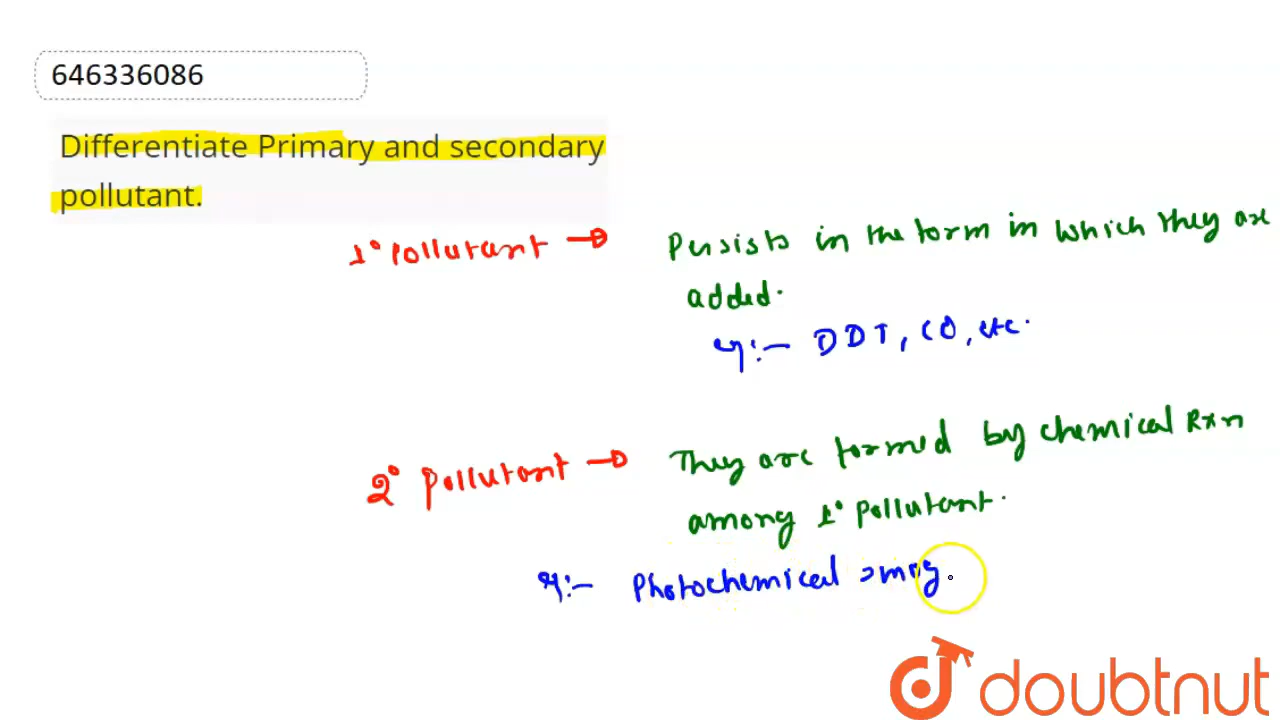 646336086
Differentiate Primary and secondary
pollutant.
1° Pollutant → Persists in the form in which they are
added.
eg:- DDT, CO, etc.
2° Pollutant → They are formed by chemical Rxn
among 1° Pollutant.
eg:- Photochemical smog
doubtnut